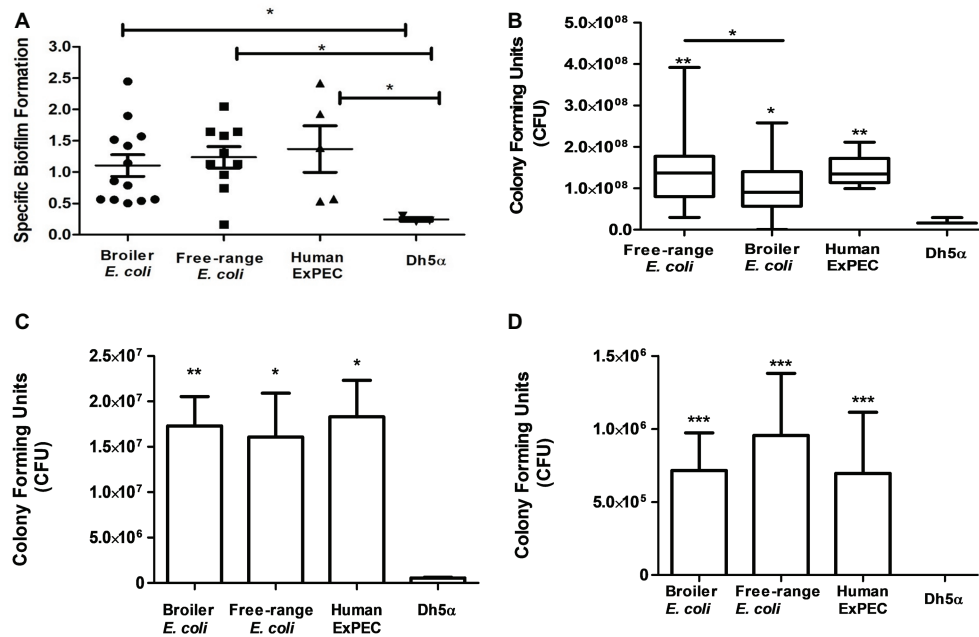 A
*
*
*
Specific Biofilm Formation
3.0
2.5
2.0
1.5
1.0
0.5
0.0
Broiler
E. coli
Free-range
E. coli
Human
ExPEC
Dh5α
B
*
**
*
**
Colony Forming Units
(CFU)
5.0×10⁰⁸
4.0×10⁰⁸
3.0×10⁰⁸
2.0×10⁰⁸
1.0×10⁰⁸
0.0
Free-range
E. coli
Broiler
E. coli
Human
ExPEC
Dh5α
C
**
*
*
Colony Forming Units
(CFU)
2.5×10⁷
2.0×10⁷
1.5×10⁷
1.0×10⁷
5.0×10⁶
0
Broiler
E. coli
Free-range
E. coli
Human
ExPEC
Dh5α
D
***
***
***
Colony Forming Units
(CFU)
1.5×10⁶
1.0×10⁶
5.0×10⁵
0
Broiler
E. coli
Free-range
E. coli
Human
ExPEC
Dh5α